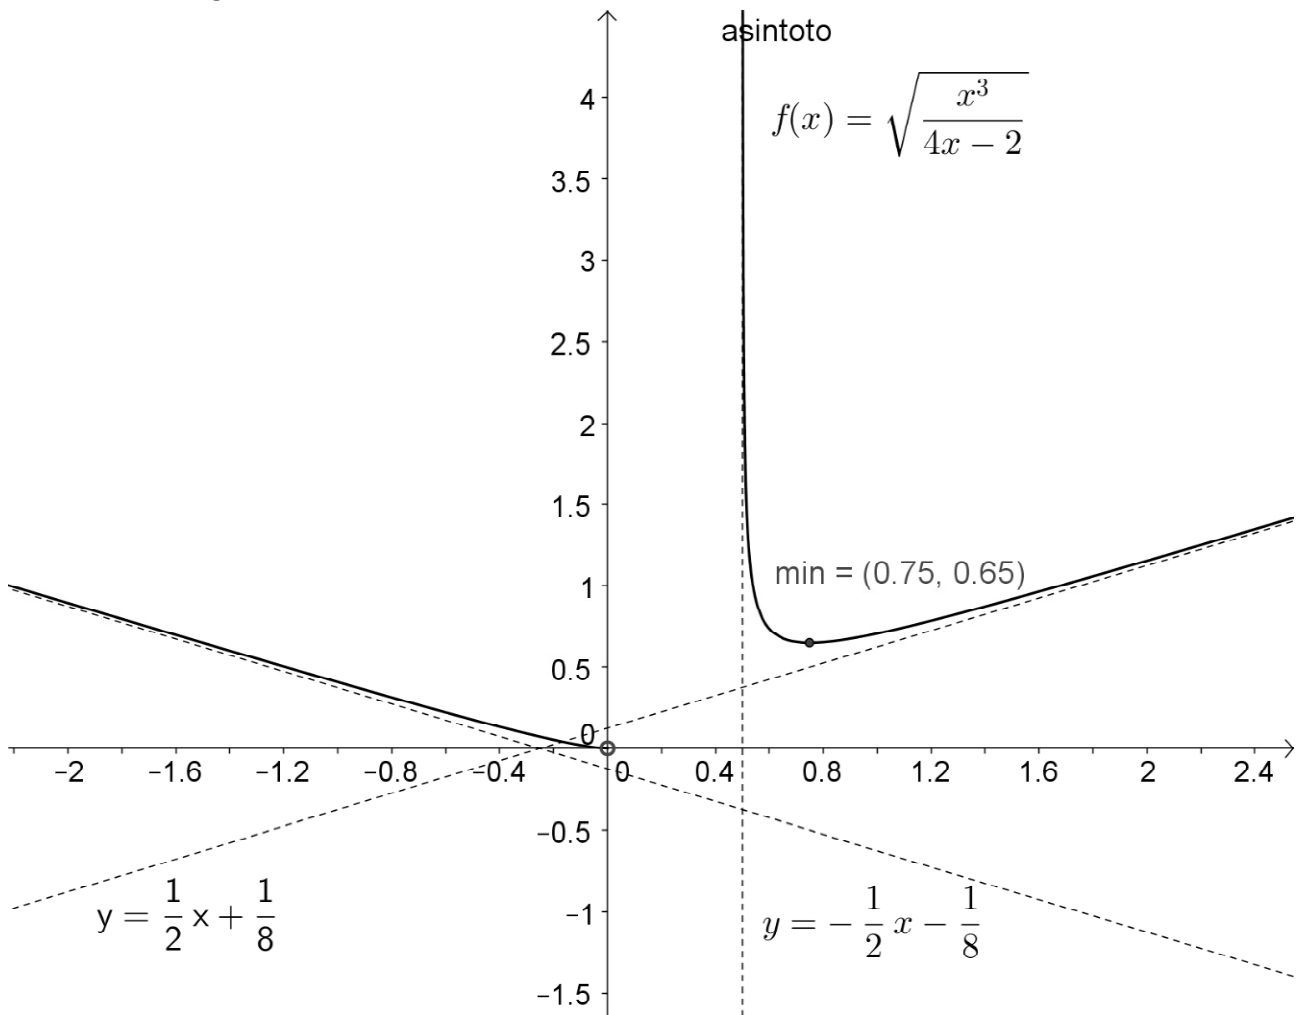 asintoto
f(x) = √(x³/(4x − 2))
4
3.5
3
2.5
2
1.5
1
min = (0.75, 0.65)
0.5
0
−2 −1.6 −1.2 −0.8 −0.4 0 0.4 0.8 1.2 1.6 2 2.4
−0.5
y = 1/2 x + 1/8
−1
y = − 1/2 x − 1/8
−1.5